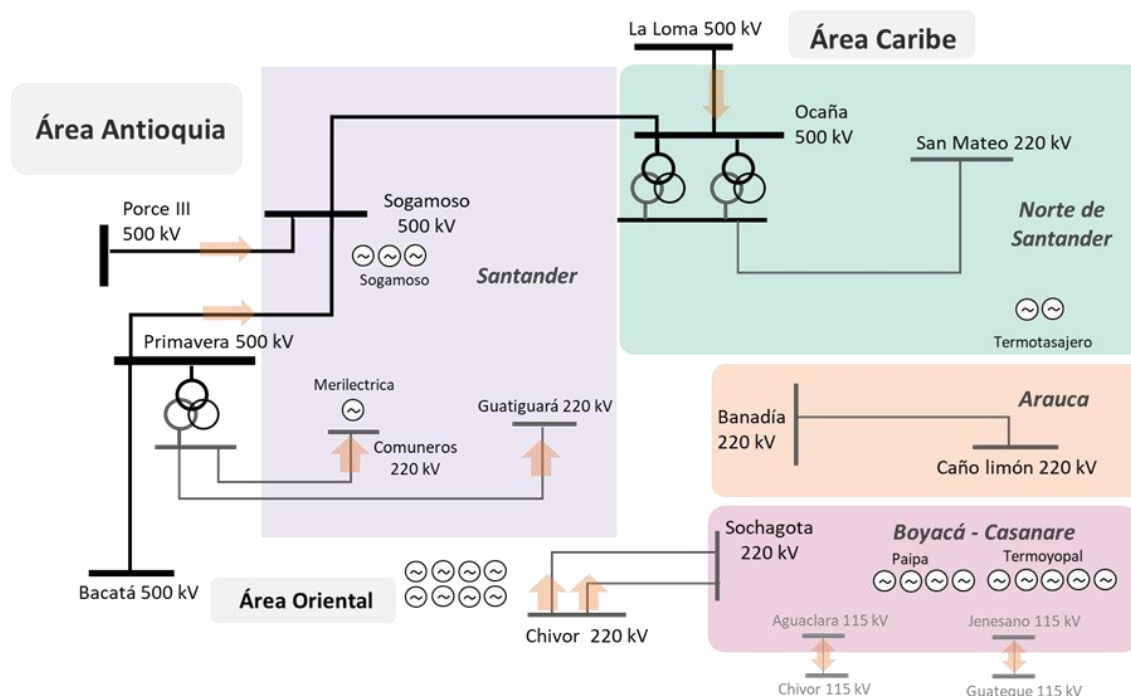 La Loma 500 kV
Área Caribe
Área Antioquia
Ocaña
500 kV
San Mateo 220 kV
Porce III
500 kV
Sogamoso
500 kV
Sogamoso
Santander
Norte de
Santander
Termotasajero
Primavera 500 kV
Merilectrica
Guatiguará 220 kV
Comuneros
220 kV
Arauca
Banadía
220 kV
Caño limón 220 kV
Sochagota
220 kV
Boyacá - Casanare
Paipa
Termoyopal
Bacatá 500 kV
Área Oriental
Chivor 220 kV
Aguaclara 115 kV
Jenesano 115 kV
Chivor 115 kV
Guateque 115 kV